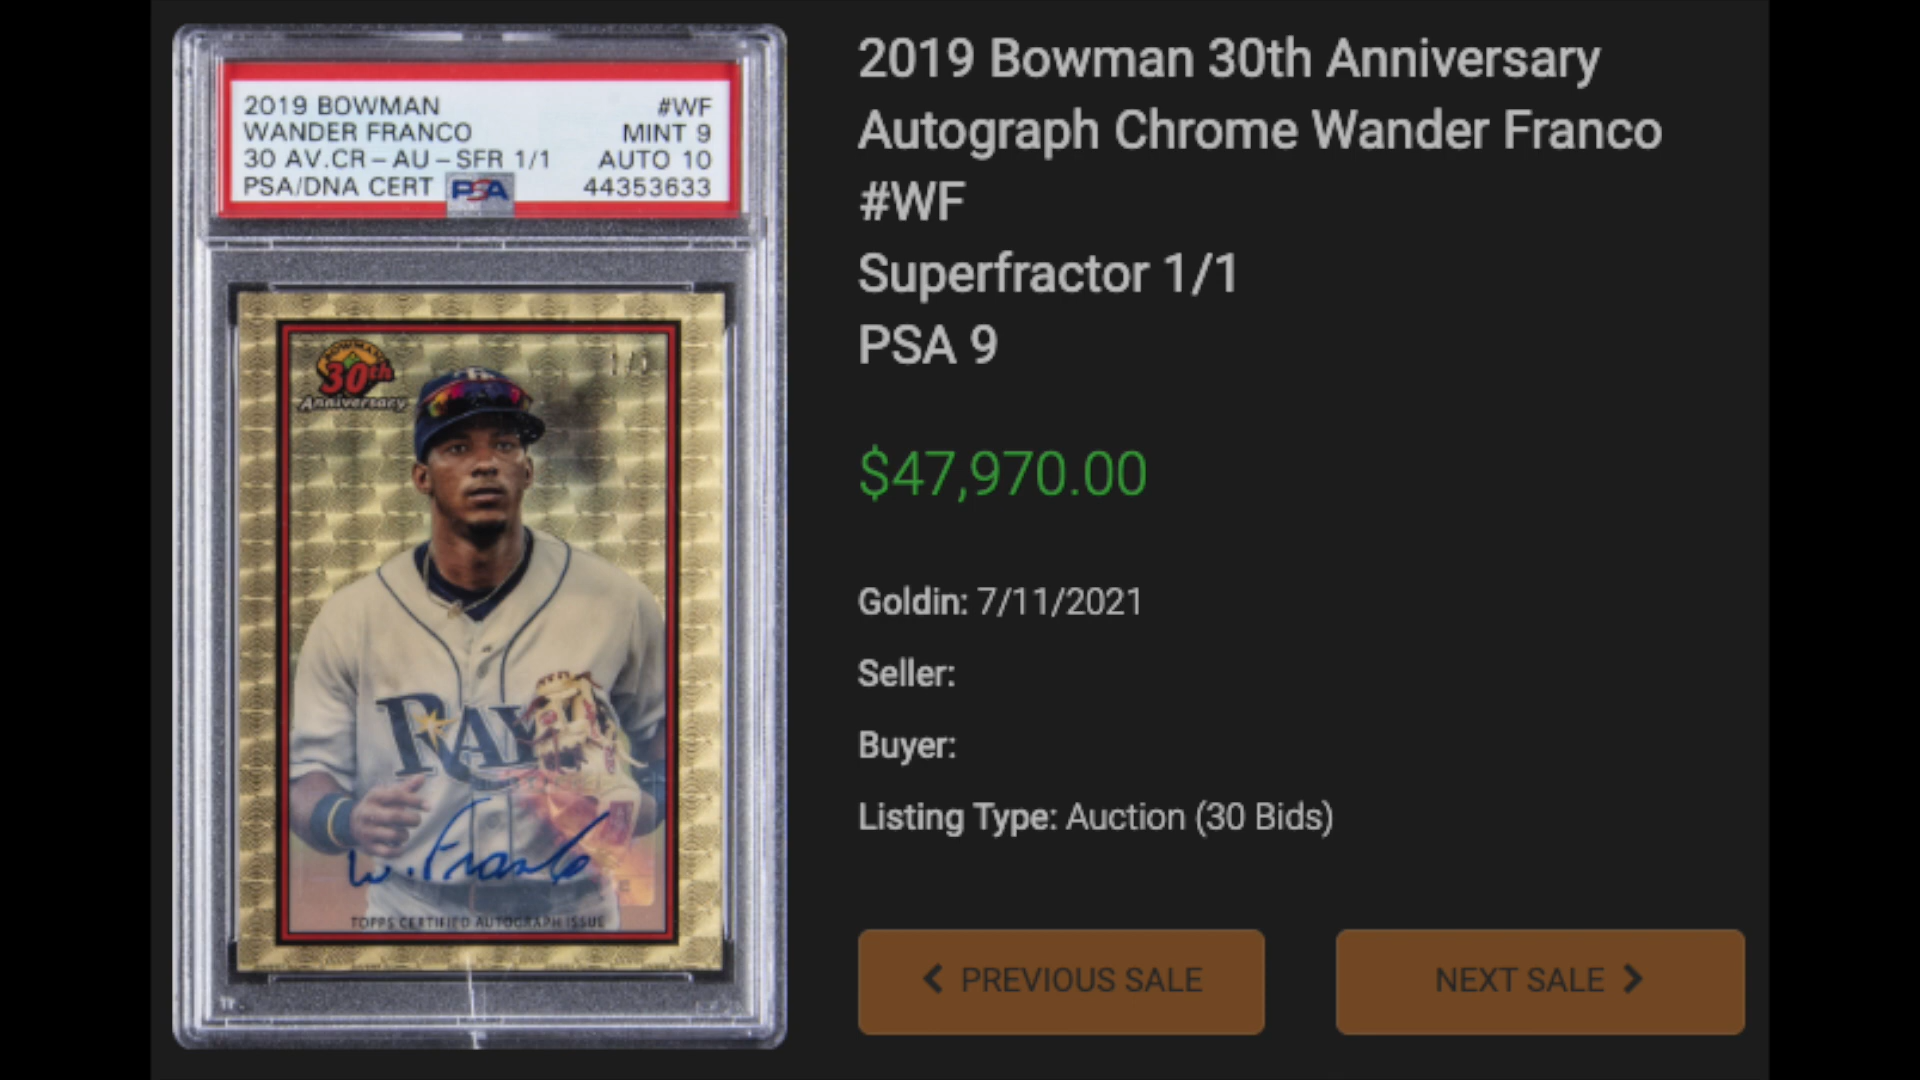 2019 BOWMAN #WF
WANDER FRANCO MINT 9
30 AV.CR-AU-SFR 1/1 AUTO 10
PSA/DNA CERT PSA 44353633
BOWMAN
30th
Anniversary
1/1
RAYS
W. Franco
TOPPS CERTIFIED AUTOGRAPH ISSUE
2019 Bowman 30th Anniversary
Autograph Chrome Wander Franco
#WF
Superfractor 1/1
PSA 9
$47,970.00
Goldin: 7/11/2021
Seller:
Buyer:
Listing Type: Auction (30 Bids)
PREVIOUS SALE
NEXT SALE